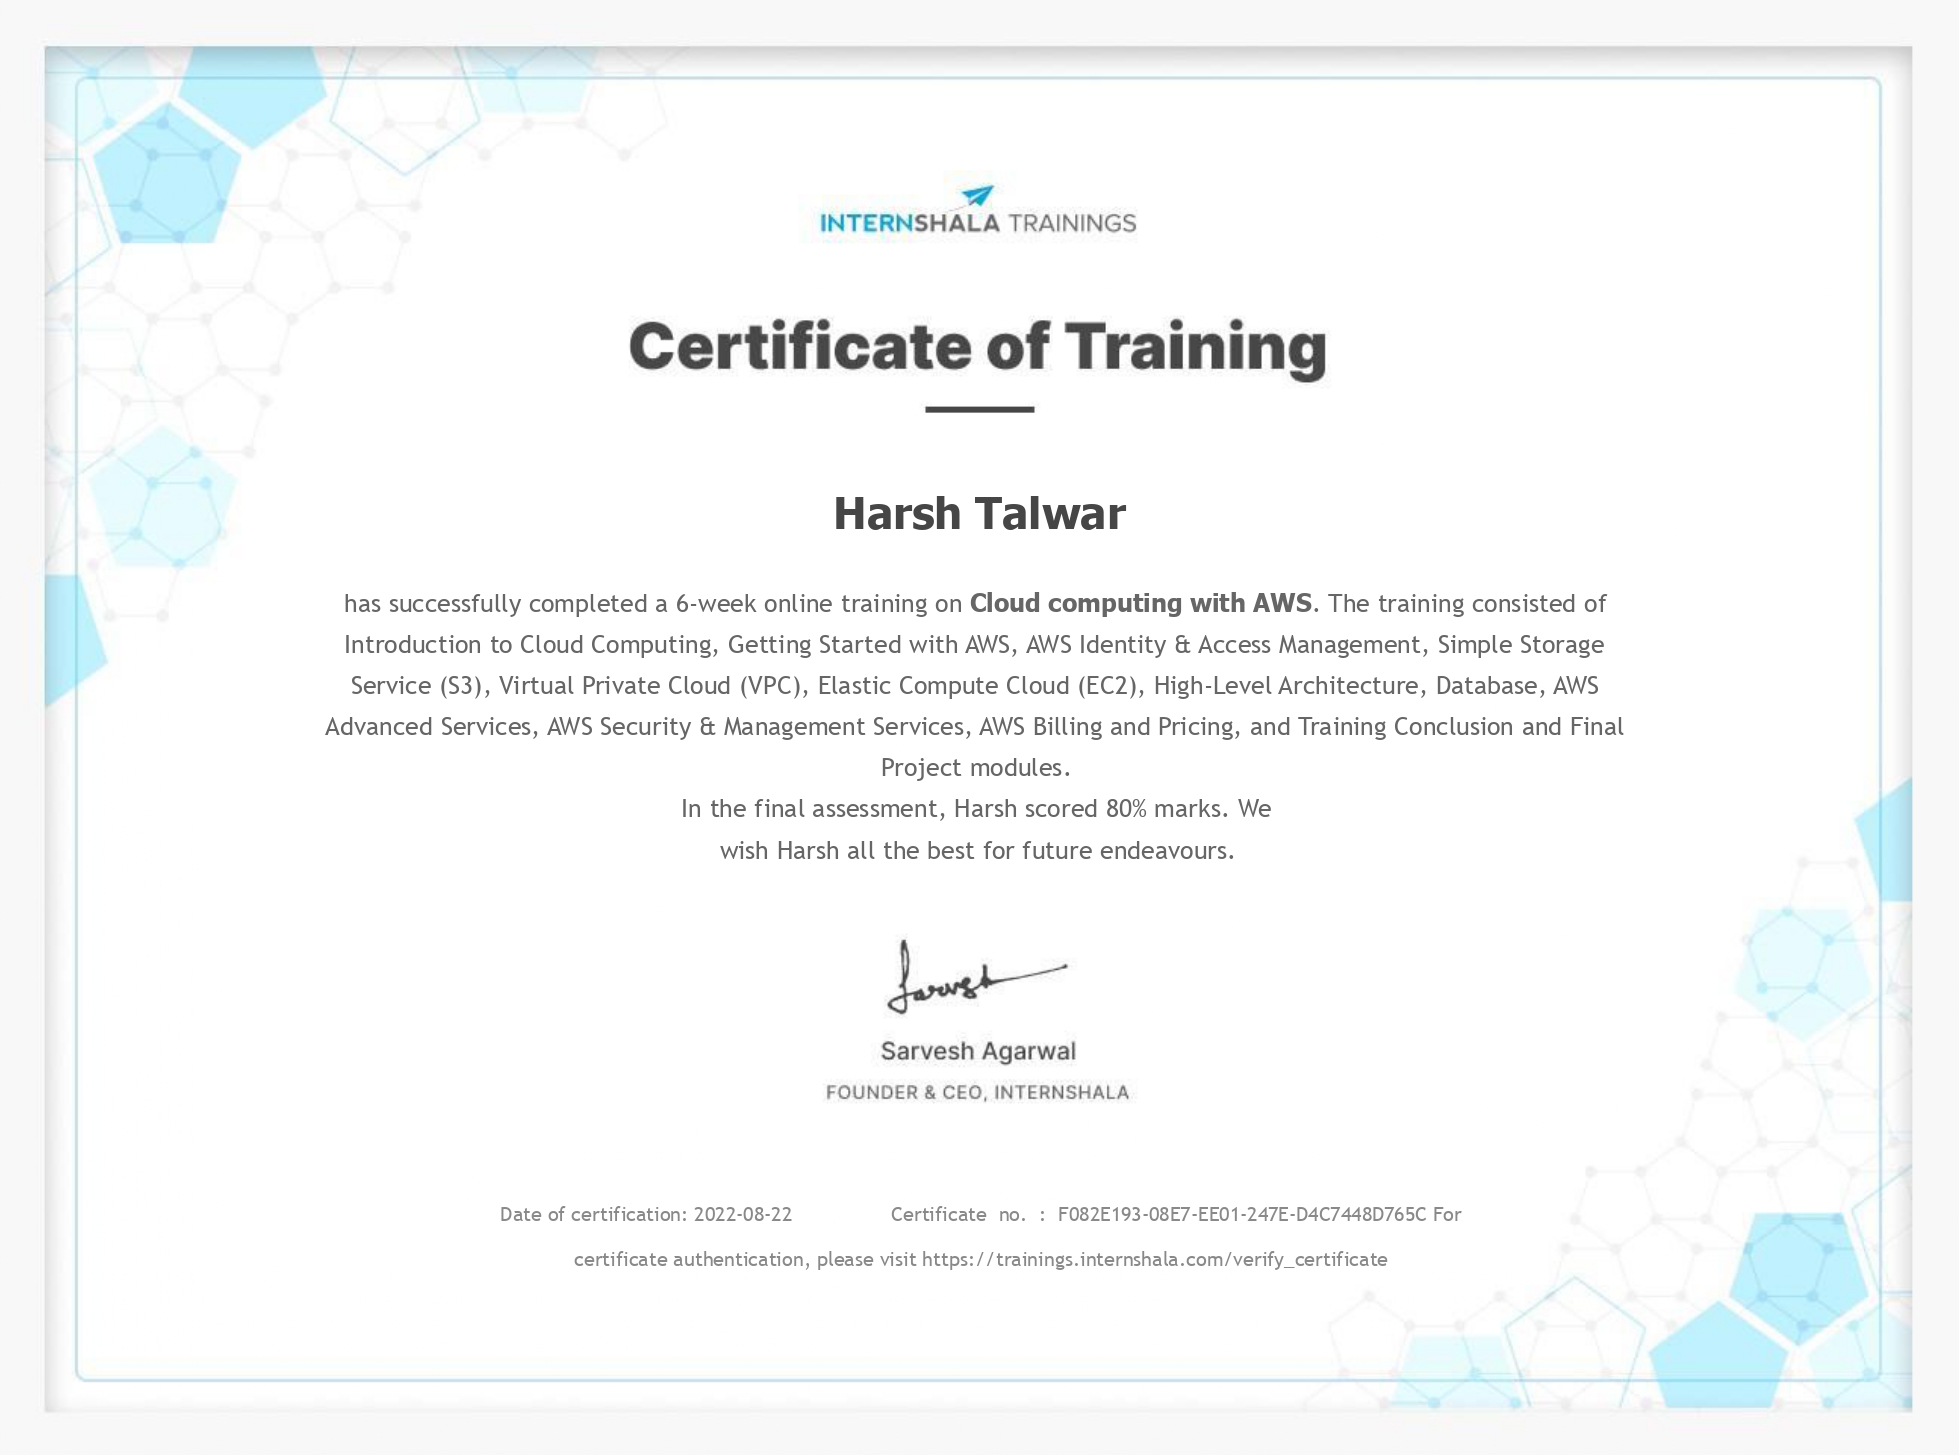 INTERNSHALA TRAININGS
Certificate of Training
Harsh Talwar
has successfully completed a 6-week online training on Cloud computing with AWS. The training consisted of
Introduction to Cloud Computing, Getting Started with AWS, AWS Identity & Access Management, Simple Storage
Service (S3), Virtual Private Cloud (VPC), Elastic Compute Cloud (EC2), High-Level Architecture, Database, AWS
Advanced Services, AWS Security & Management Services, AWS Billing and Pricing, and Training Conclusion and Final
Project modules.
In the final assessment, Harsh scored 80% marks. We
wish Harsh all the best for future endeavours.
Sarvesh Agarwal
FOUNDER & CEO, INTERNSHALA
Date of certification: 2022-08-22 Certificate no. : F082E193-08E7-EE01-247E-D4C7448D765C For
certificate authentication, please visit https://trainings.internshala.com/verify_certificate